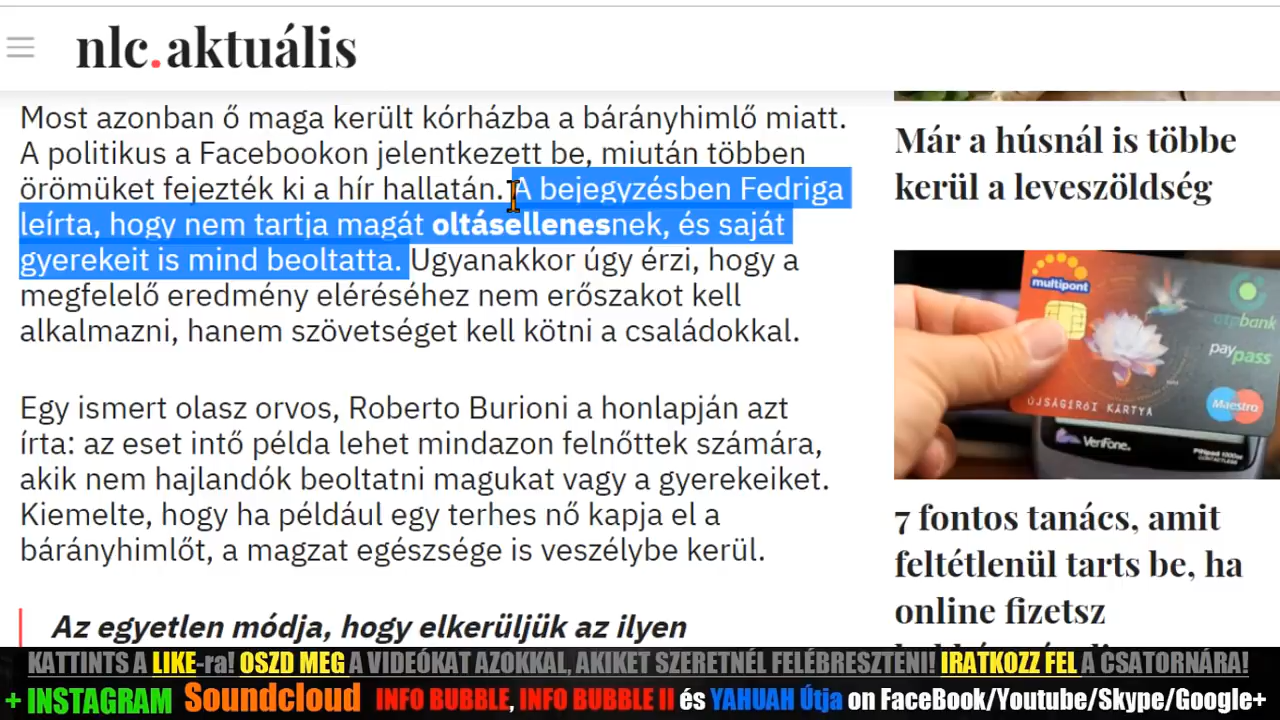 nlc.aktuális
Most azonban ő maga került kórházba a bárányhimlő miatt.
A politikus a Facebookon jelentkezett be, miután többen
örömüket fejezték ki a hír hallatán. A bejegyzésben Fedriga
leírta, hogy nem tartja magát oltásellenesnek, és saját
gyerekeit is mind beoltatta. Ugyanakkor úgy érzi, hogy a
megfelelő eredmény eléréséhez nem erőszakot kell
alkalmazni, hanem szövetséget kell kötni a családokkal.
Egy ismert olasz orvos, Roberto Burioni a honlapján azt
írta: az eset intő példa lehet mindazon felnőttek számára,
akik nem hajlandók beoltatni magukat vagy a gyerekeiket.
Kiemelte, hogy ha például egy terhes nő kapja el a
bárányhimlőt, a magzat egészsége is veszélybe kerül.
Az egyetlen módja, hogy elkerüljük az ilyen
Már a húsnál is többe
kerül a leveszöldség
multipont
otpbank
paypass
ÚJSÁGÍRÓI KÁRTYA
Maestro
VeriFone
7 fontos tanács, amit
feltétlenül tarts be, ha
online fizetsz
KATTINTS A LIKE-ra! OSZD MEG A VIDEÓKAT AZOKKAL, AKIKET SZERETNÉL FELÉBRESZTENI! IRATKOZZ FEL A CSATORNÁRA!
+ INSTAGRAM Soundcloud INFO BUBBLE, INFO BUBBLE II és YAHUAH Útja on FaceBook/Youtube/Skype/Google+